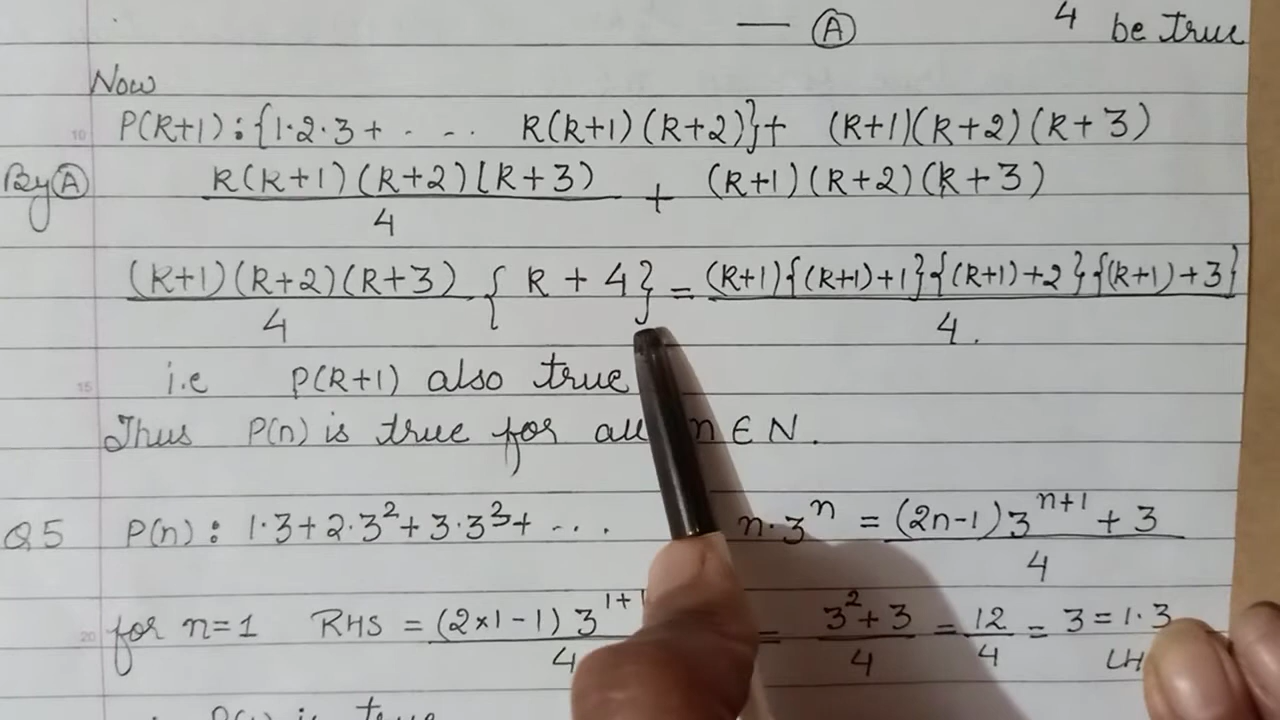 — Ⓐ 4 be true
Now
P(k+1) : {1·2·3 + · - · · k(k+1)(k+2)} + (k+1)(k+2)(k+3)
By Ⓐ k(k+1)(k+2)(k+3) / 4 + (k+1)(k+2)(k+3)
(k+1)(k+2)(k+3) / 4 { k + 4 } = (k+1){(k+1)+1}{(k+1)+2}{(k+1)+3} / 4 .
i.e P(k+1) also true
Thus P(n) is true for all n ∈ N .
Q5 P(n) : 1·3 + 2·3² + 3·3³ + · · · n·3ⁿ = (2n-1)3ⁿ⁺¹ + 3 / 4
for n=1 RHS = (2×1-1) 3¹⁺¹ / 4 = 3² + 3 / 4 = 12 / 4 = 3 = 1·3
LH
is true